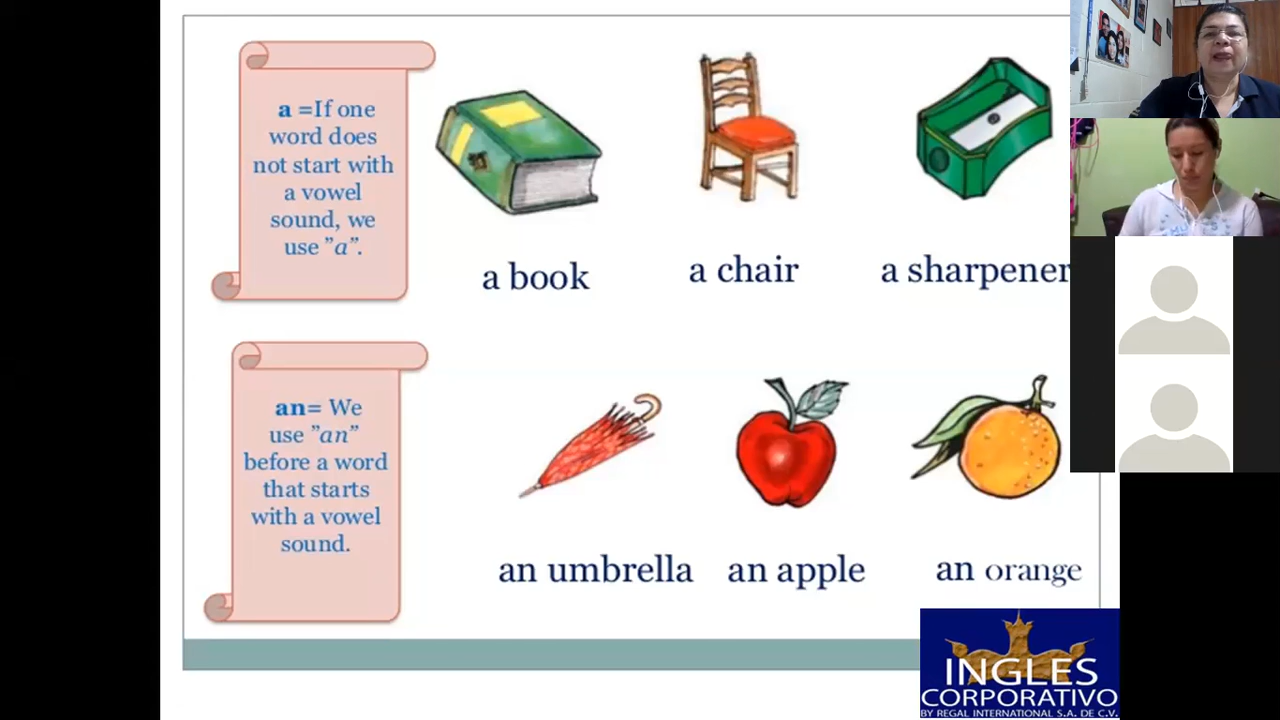 a =If one
word does
not start with
a vowel
sound, we
use ”a”.
a book
a chair
a sharpener
an= We
use ”an”
before a word
that starts
with a vowel
sound.
an umbrella
an apple
an orange
INGLES
CORPORATIVO
BY REGAL INTERNATIONAL S.A. DE C.V.